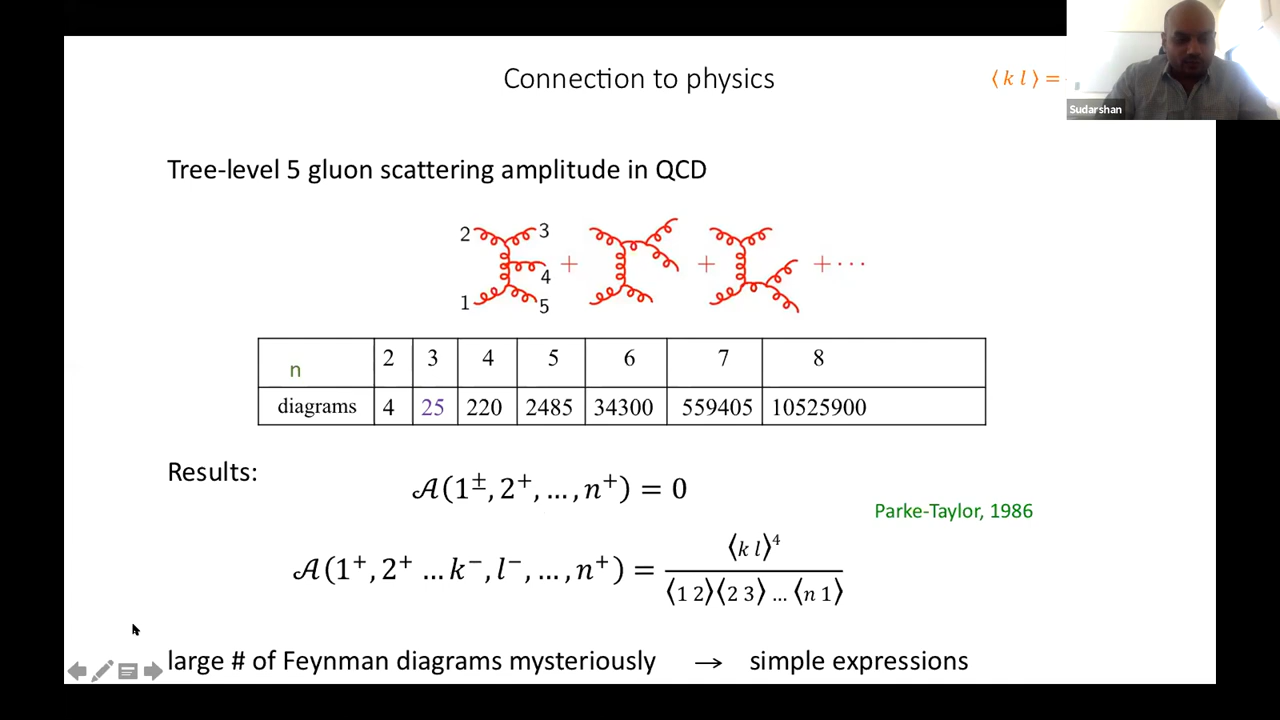 Connection to physics
⟨ k l ⟩ =
Sudarshan
Tree-level 5 gluon scattering amplitude in QCD
2 3
+ + + ···
4
1 5
n 2 3 4 5 6 7 8
diagrams 4 25 220 2485 34300 559405 10525900
Results:
𝒜(1±, 2⁺, …, n⁺) = 0
Parke-Taylor, 1986
𝒜(1⁺, 2⁺ … k⁻, l⁻, …, n⁺) = ⟨k l⟩⁴ / ⟨1 2⟩⟨2 3⟩ … ⟨n 1⟩
large # of Feynman diagrams mysteriously → simple expressions